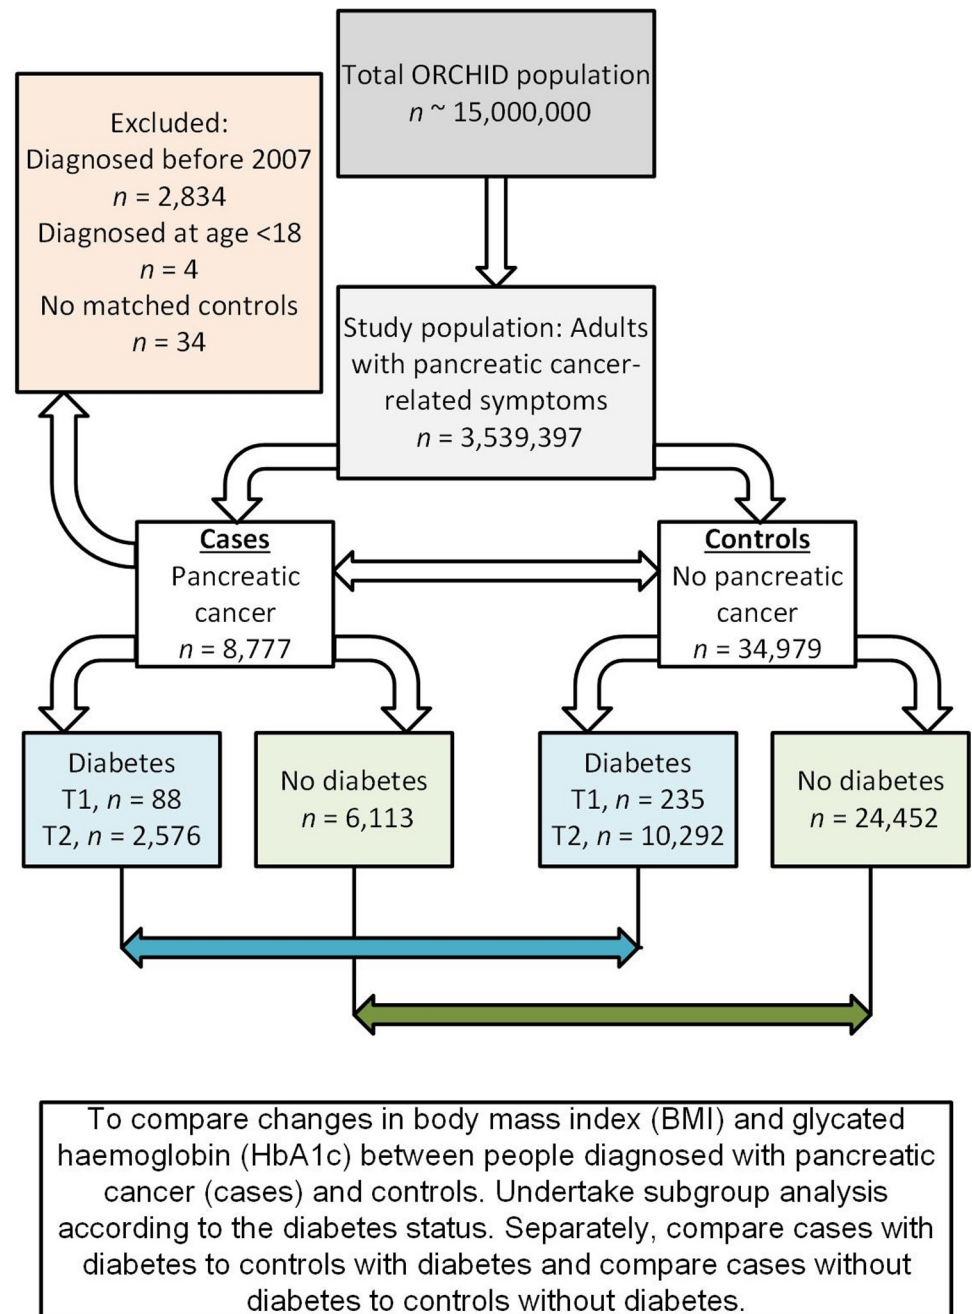 Total ORCHID population
n ~ 15,000,000
Excluded:
Diagnosed before 2007
n = 2,834
Diagnosed at age <18
n = 4
No matched controls
n = 34
Study population: Adults
with pancreatic cancer-
related symptoms
n = 3,539,397
Cases
Pancreatic
cancer
n = 8,777
Controls
No pancreatic
cancer
n = 34,979
Diabetes
T1, n = 88
T2, n = 2,576
No diabetes
n = 6,113
Diabetes
T1, n = 235
T2, n = 10,292
No diabetes
n = 24,452
To compare changes in body mass index (BMI) and glycated
haemoglobin (HbA1c) between people diagnosed with pancreatic
cancer (cases) and controls. Undertake subgroup analysis
according to the diabetes status. Separately, compare cases with
diabetes to controls with diabetes and compare cases without
diabetes to controls without diabetes.